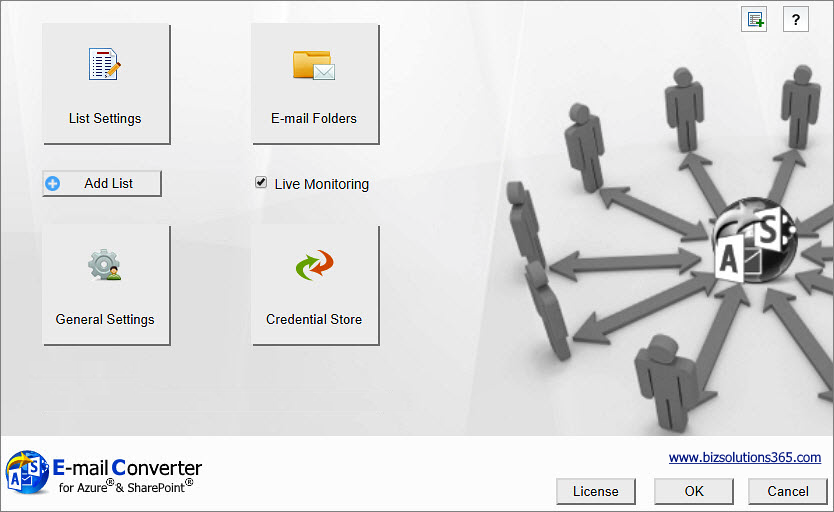 ?
List Settings
E-mail Folders
Add List
Live Monitoring
General Settings
Credential Store
A S
A S
E-mail Converter
for Azure® & SharePoint®
www.bizsolutions365.com
License
OK
Cancel